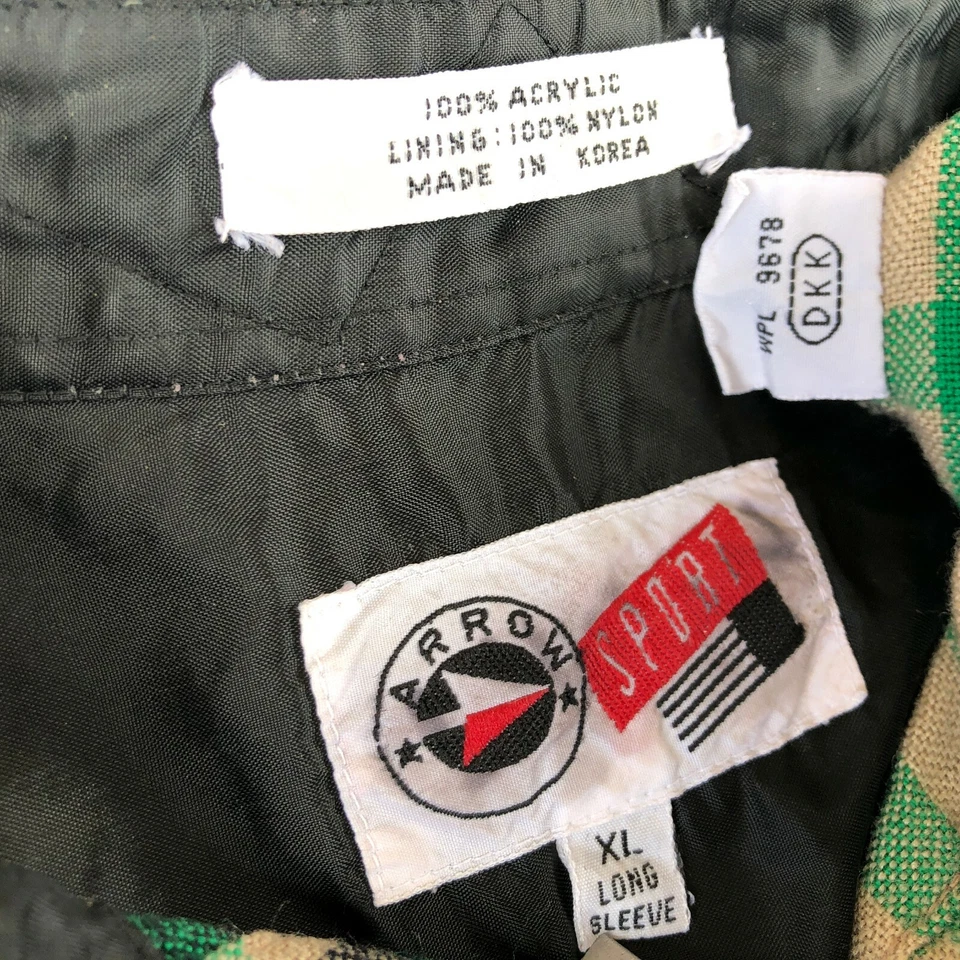 100% ACRYLIC
LINING:100% NYLON
MADE IN KOREA
WPL 9678
DKK
ARROW
SPORT
XL
LONG
SLEEVE